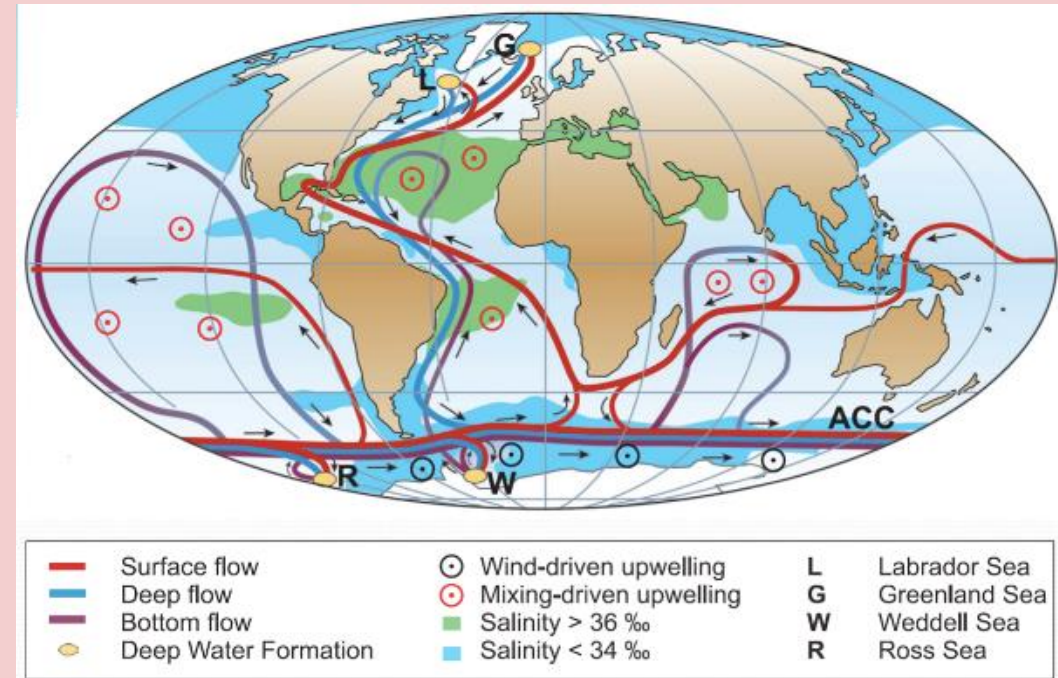 G
L
ACC
R
W
Surface flow
Deep flow
Bottom flow
Deep Water Formation
Wind-driven upwelling
Mixing-driven upwelling
Salinity > 36 ‰
Salinity < 34 ‰
L Labrador Sea
G Greenland Sea
W Weddell Sea
R Ross Sea